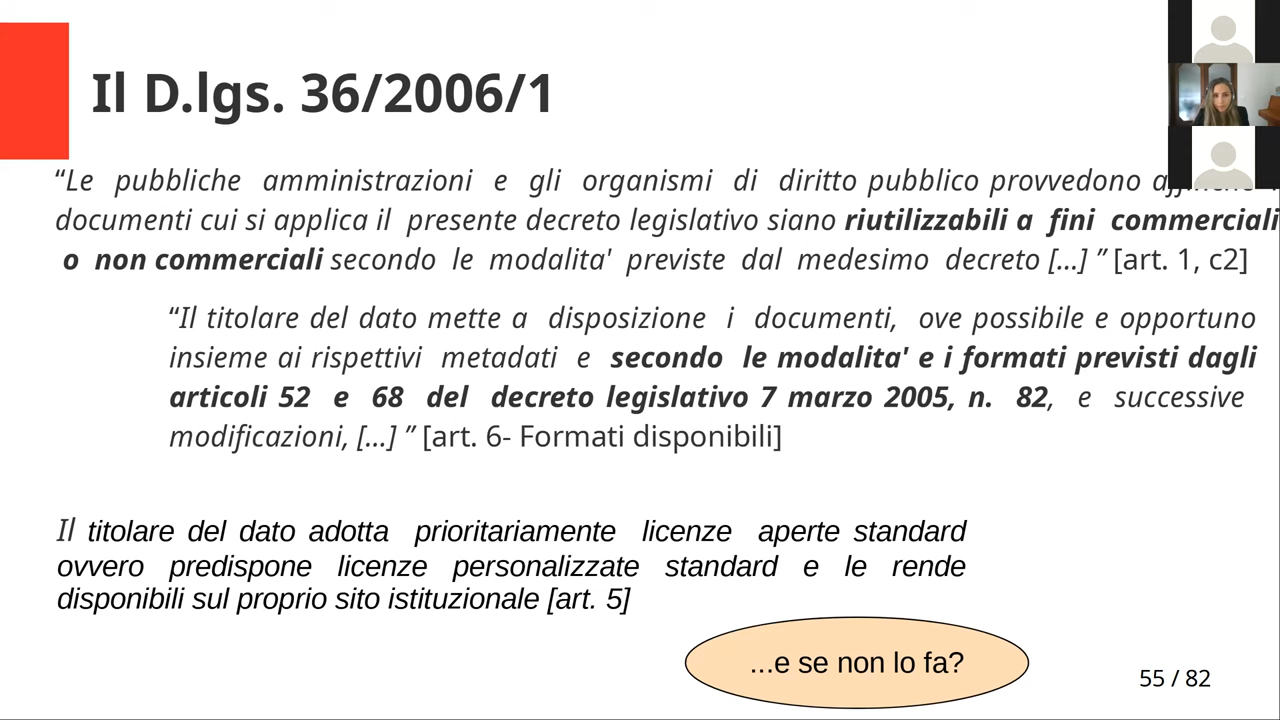 Il D.lgs. 36/2006/1
“Le pubbliche amministrazioni e gli organismi di diritto pubblico provvedono
documenti cui si applica il presente decreto legislativo siano riutilizzabili a fini commerciali
o non commerciali secondo le modalita' previste dal medesimo decreto [...] ” [art. 1, c2]
“Il titolare del dato mette a disposizione i documenti, ove possibile e opportuno
insieme ai rispettivi metadati e secondo le modalita' e i formati previsti dagli
articoli 52 e 68 del decreto legislativo 7 marzo 2005, n. 82, e successive
modificazioni, [...] ” [art. 6- Formati disponibili]
Il titolare del dato adotta prioritariamente licenze aperte standard
ovvero predispone licenze personalizzate standard e le rende
disponibili sul proprio sito istituzionale [art. 5]
...e se non lo fa?
55 / 82